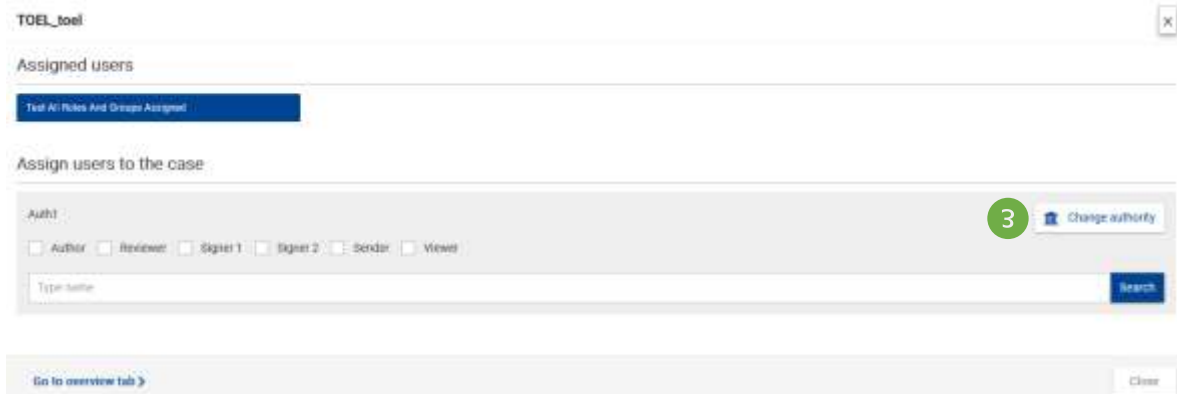 TOEL_toel
×
Assigned users
Test All Roles And Groups Assigned
Assign users to the case
Auth1
3 Change authority
Author Reviewer Signer 1 Signer 2 Sender Viewer
Type name Search
Go to overview tab >
Close